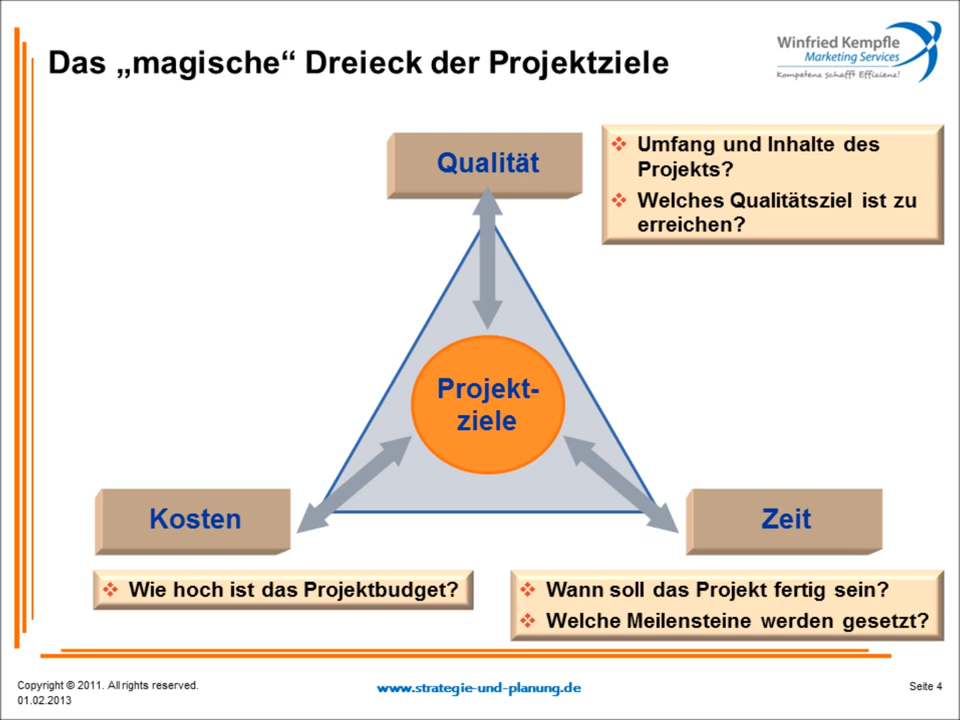 Das „magische“ Dreieck der Projektziele
Winfried Kempfle
Marketing Services
Kompetenz schafft Effizienz!
Qualität
Umfang und Inhalte des
Projekts?
Welches Qualitätsziel ist zu
erreichen?
Projekt-
ziele
Kosten
Zeit
Wie hoch ist das Projektbudget?
Wann soll das Projekt fertig sein?
Welche Meilensteine werden gesetzt?
Copyright © 2011. All rights reserved.
01.02.2013
www.strategie-und-planung.de
Seite 4